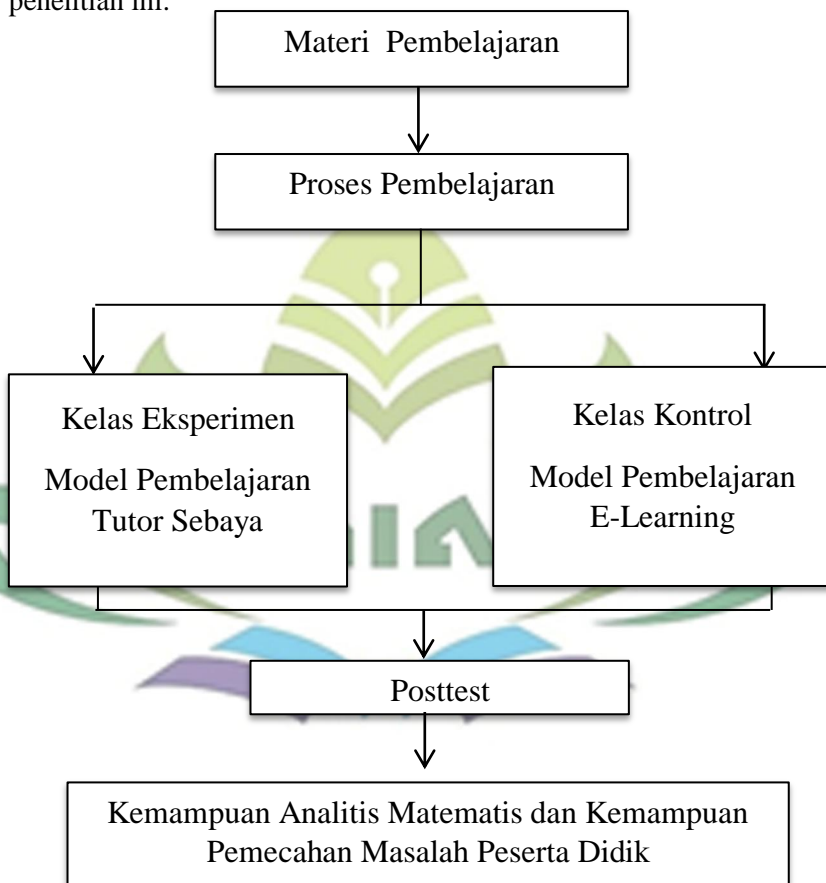 penelitian ini.
Materi Pembelajaran
Proses Pembelajaran
Kelas Eksperimen
Model Pembelajaran
Tutor Sebaya
Kelas Kontrol
Model Pembelajaran
E-Learning
Posttest
Kemampuan Analitis Matematis dan Kemampuan
Pemecahan Masalah Peserta Didik